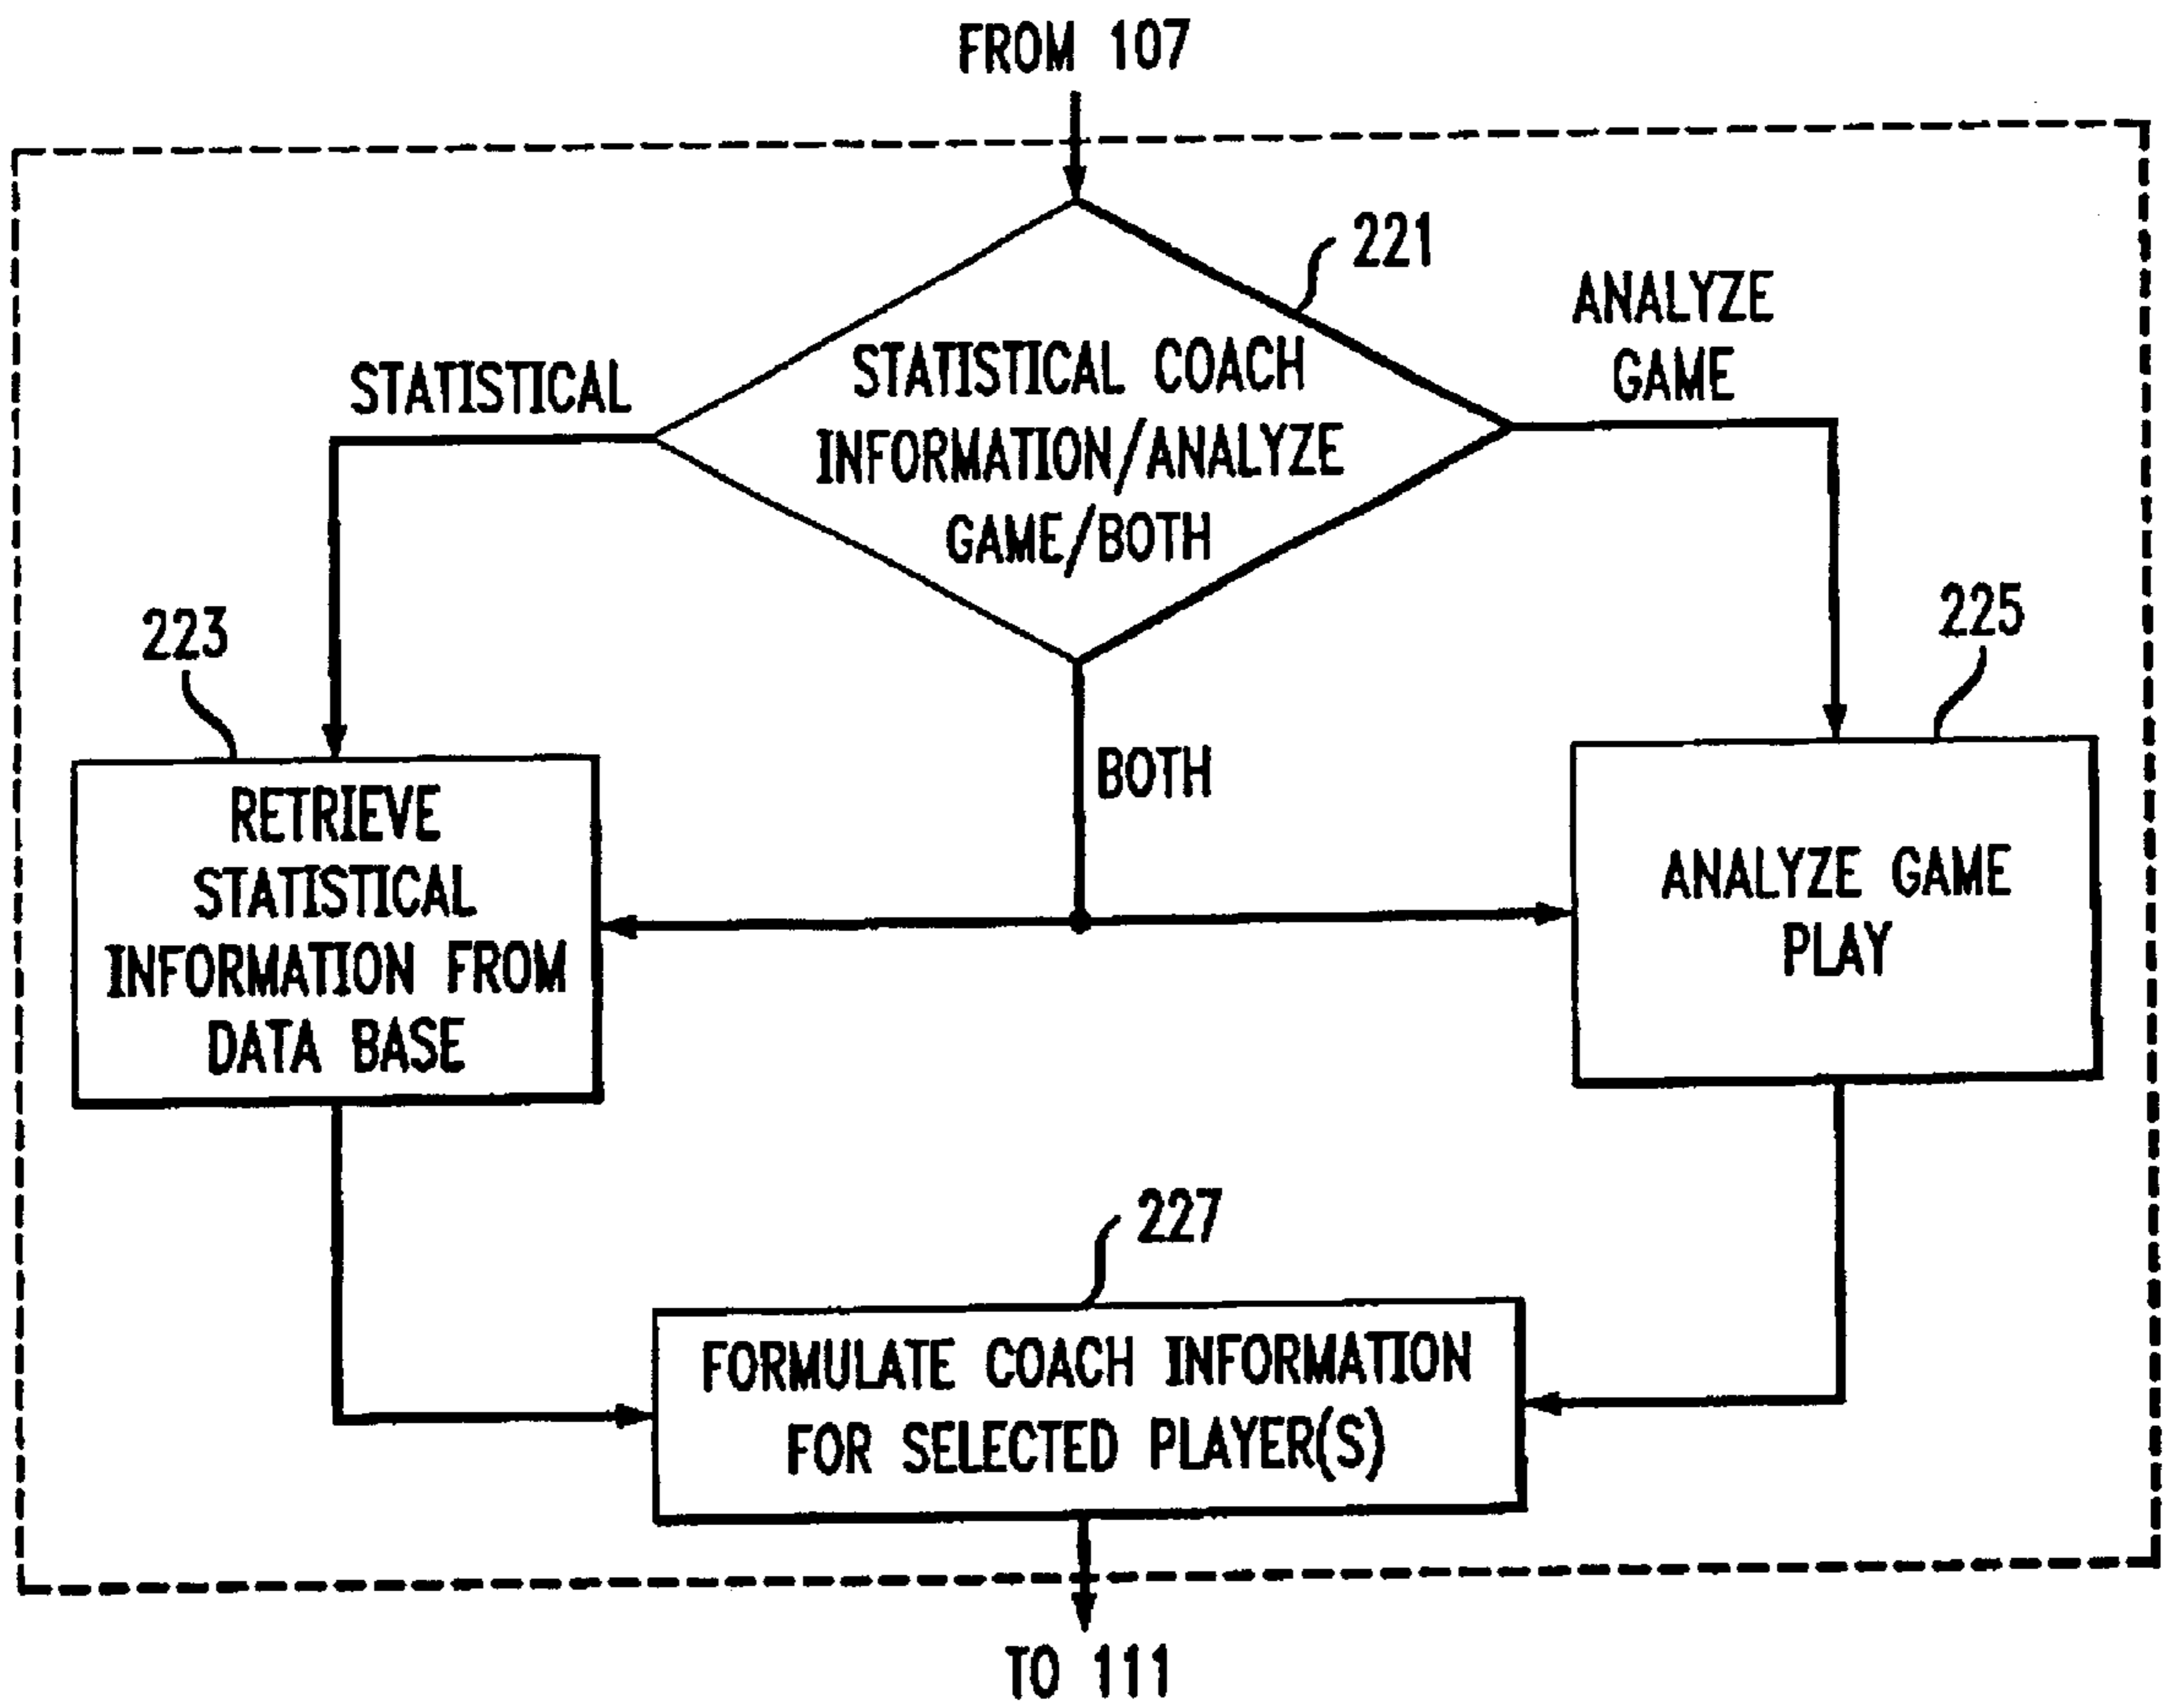 FROM 107
221
ANALYZE
GAME
STATISTICAL
STATISTICAL COACH
INFORMATION/ANALYZE
GAME/BOTH
223
225
BOTH
RETRIEVE
STATISTICAL
INFORMATION FROM
DATA BASE
ANALYZE GAME
PLAY
227
FORMULATE COACH INFORMATION
FOR SELECTED PLAYER(S)
TO 111